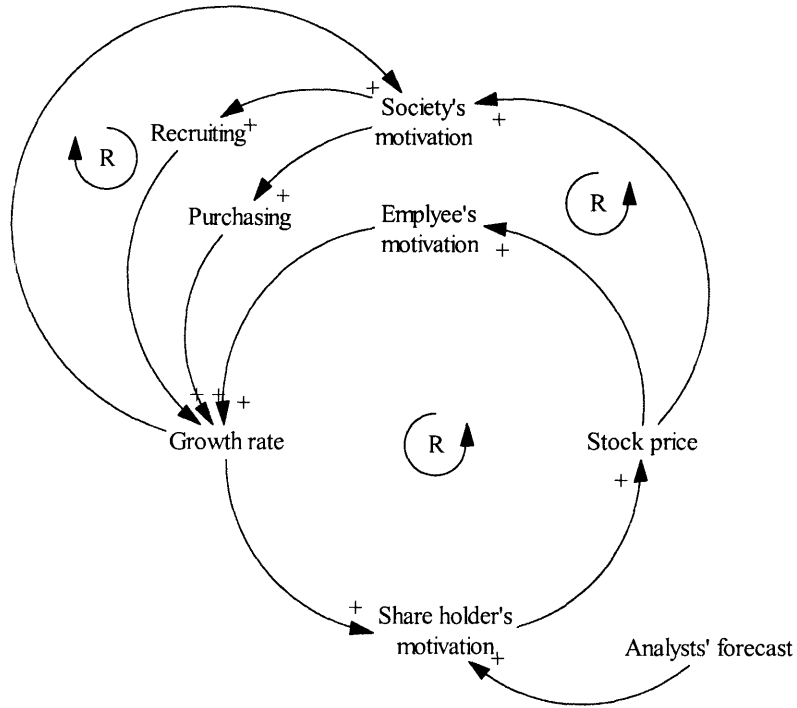 +
Society's
motivation
+
Recruiting
+
R
+
Purchasing
R
Emplyee's
motivation
+
+ + +
Growth rate
R
Stock price
+
+
Share holder's
motivation
+
Analysts' forecast